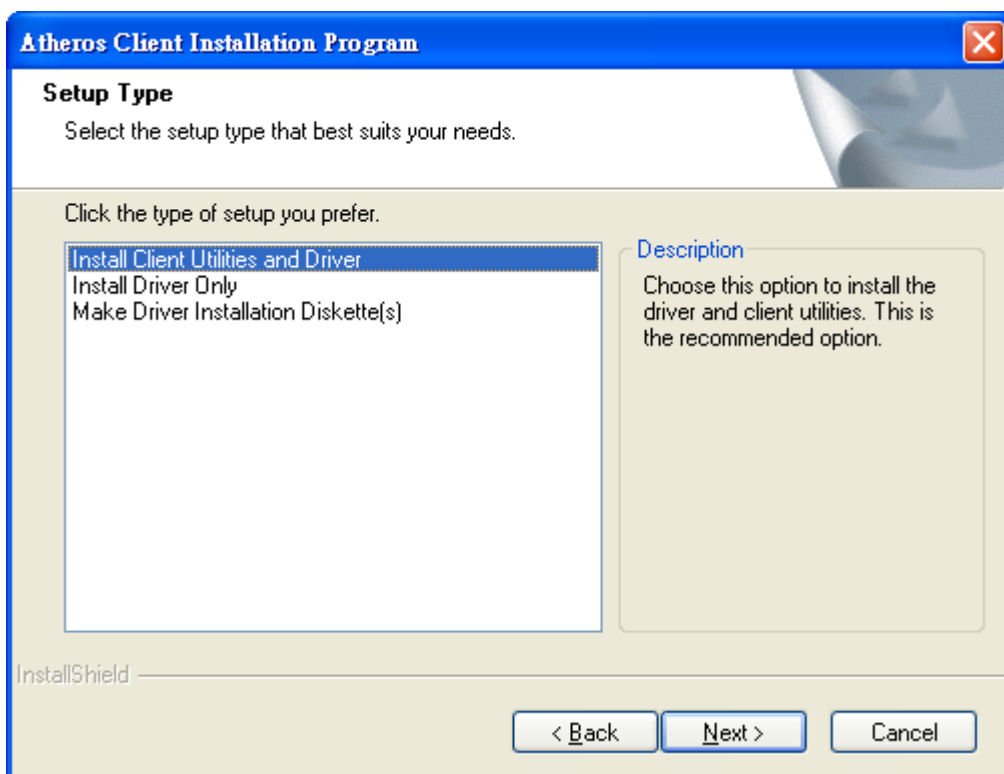 Atheros Client Installation Program
Setup Type
Select the setup type that best suits your needs.
Click the type of setup you prefer.
Install Client Utilities and Driver
Install Driver Only
Make Driver Installation Diskette(s)
Description
Choose this option to install the
driver and client utilities. This is
the recommended option.
InstallShield
< Back
Next >
Cancel